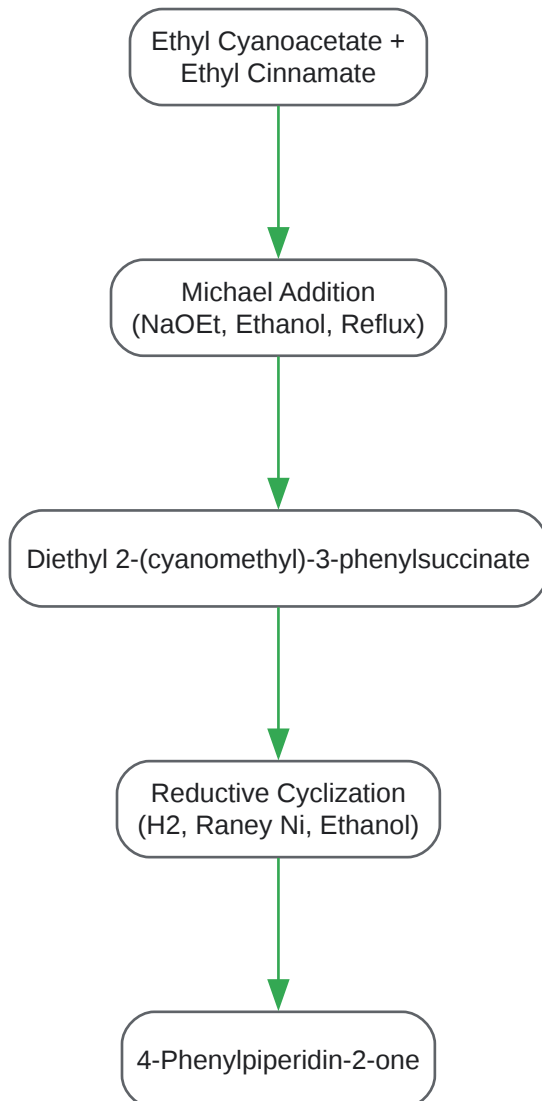 Ethyl Cyanoacetate +
Ethyl Cinnamate
Michael Addition
(NaOEt, Ethanol, Reflux)
Diethyl 2-(cyanomethyl)-3-phenylsuccinate
Reductive Cyclization
(H2, Raney Ni, Ethanol)
4-Phenylpiperidin-2-one